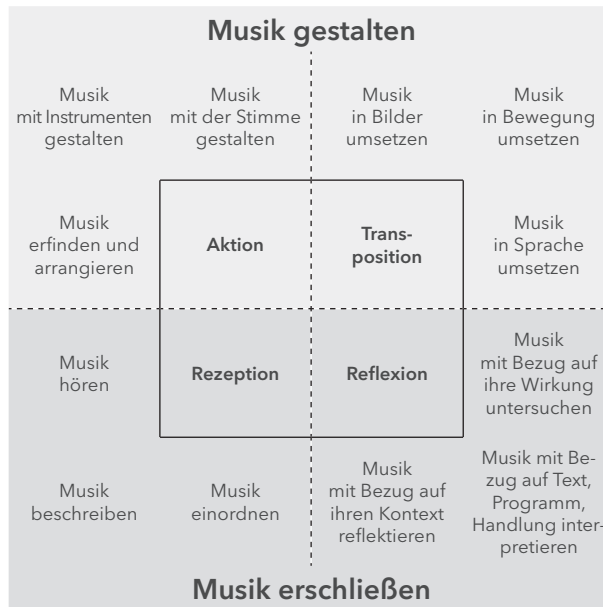 Musik gestalten
Musik
mit Instrumenten
gestalten
Musik
mit der Stimme
gestalten
Musik
in Bilder
umsetzen
Musik
in Bewegung
umsetzen
Musik
erfinden und
arrangieren
Aktion
Trans-
position
Musik
in Sprache
umsetzen
Musik
hören
Rezeption
Reflexion
Musik
mit Bezug auf
ihre Wirkung
untersuchen
Musik
beschreiben
Musik
einordnen
Musik
mit Bezug auf
ihren Kontext
reflektieren
Musik mit Be-
zug auf Text,
Programm,
Handlung inter-
pretieren
Musik erschließen